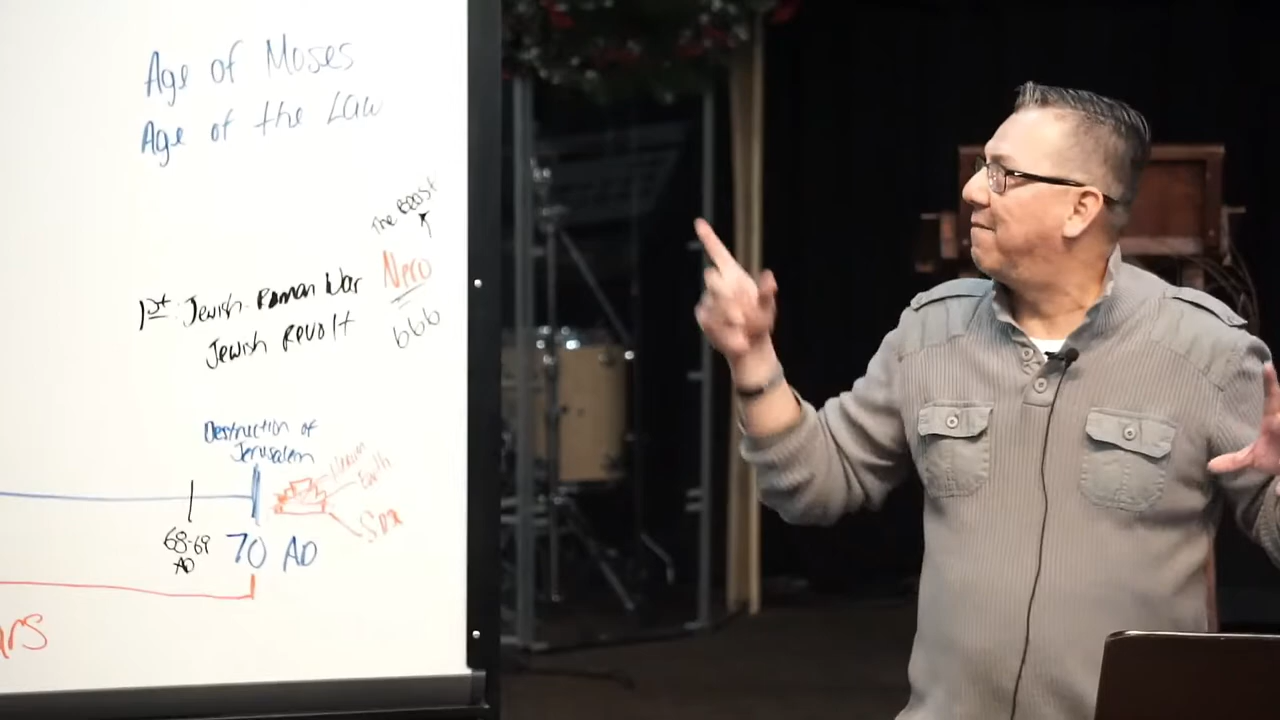 Age of Moses
Age of the Law
The Beast
Nero
666
1st Jewish-Roman War
Jewish Revolt
Destruction of
Jerusalem
Heaven
Earth
Sea
68-69
AD
70 AD